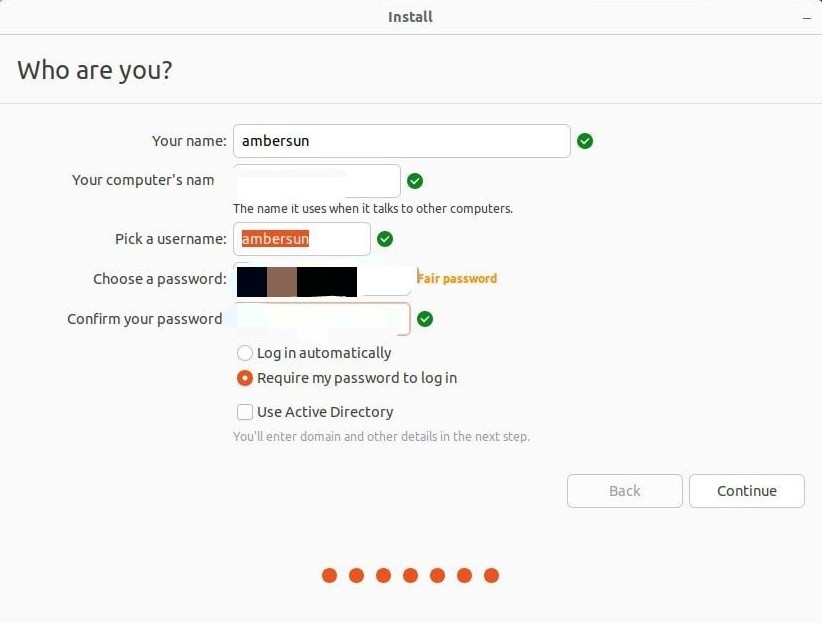 Install
Who are you?
Your name: ambersun
Your computer's nam
The name it uses when it talks to other computers.
Pick a username: ambersun
Choose a password: Fair password
Confirm your password
Log in automatically
Require my password to log in
Use Active Directory
You'll enter domain and other details in the next step.
Back Continue